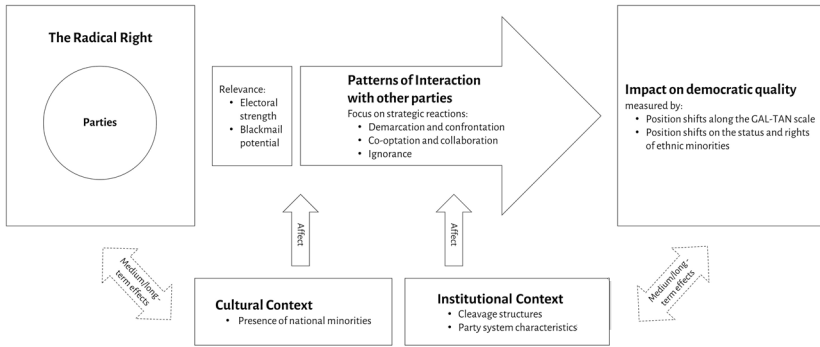 The Radical Right
Parties
Relevance:
• Electoral
strength
• Blackmail
potential
Patterns of Interaction
with other parties
Focus on strategic reactions:
• Demarcation and confrontation
• Co-optation and collaboration
• Ignorance
Impact on democratic quality
measured by:
• Position shifts along the GAL-TAN scale
• Position shifts on the status and rights
of ethnic minorities
Affect
Affect
Medium/long-
term effects
Cultural Context
• Presence of national minorities
Institutional Context
• Cleavage structures
• Party system characteristics
Medium/long-
term effects